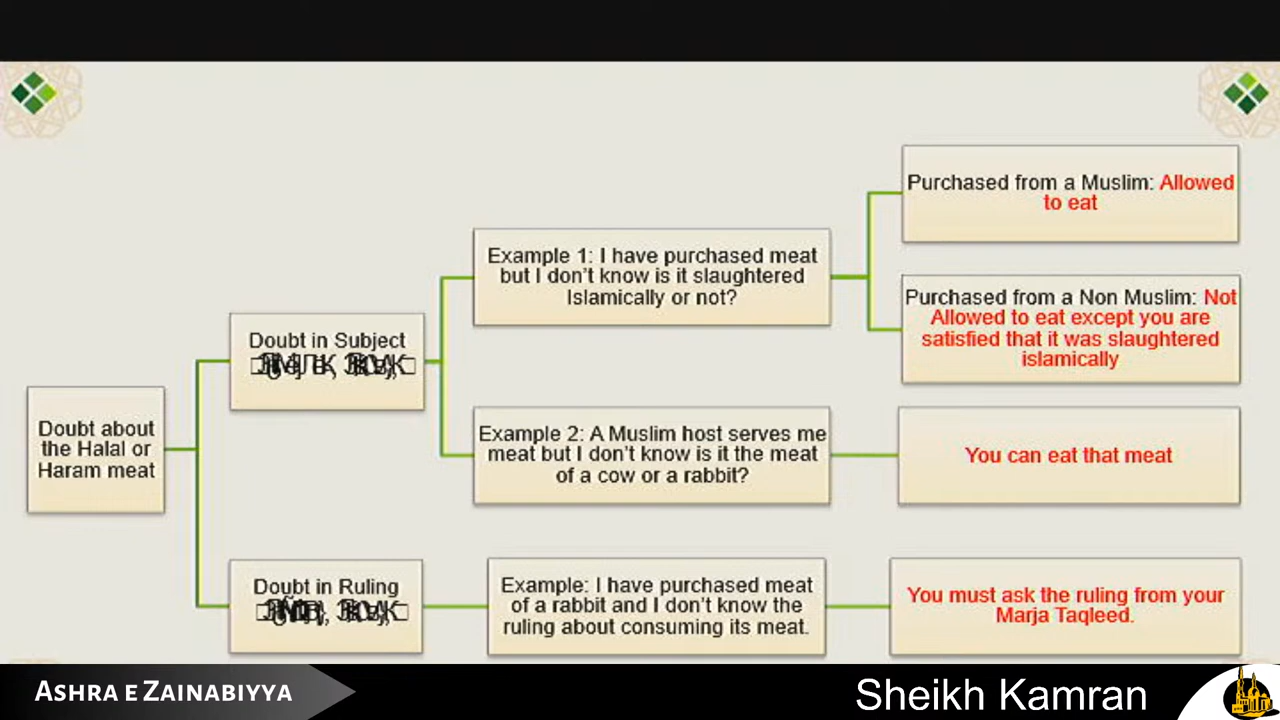 Doubt about
the Halal or
Haram meat
Doubt in Subject
Doubt in Ruling
Example 1: I have purchased meat
but I don't know is it slaughtered
Islamically or not?
Example 2: A Muslim host serves me
meat but I don't know is it the meat
of a cow or a rabbit?
Example: I have purchased meat
of a rabbit and I don't know the
ruling about consuming its meat.
Purchased from a Muslim: Allowed
to eat
Purchased from a Non Muslim: Not
Allowed to eat except you are
satisfied that it was slaughtered
islamically
You can eat that meat
You must ask the ruling from your
Marja Taqleed.
ASHRA E ZAINABIYYA
Sheikh Kamran